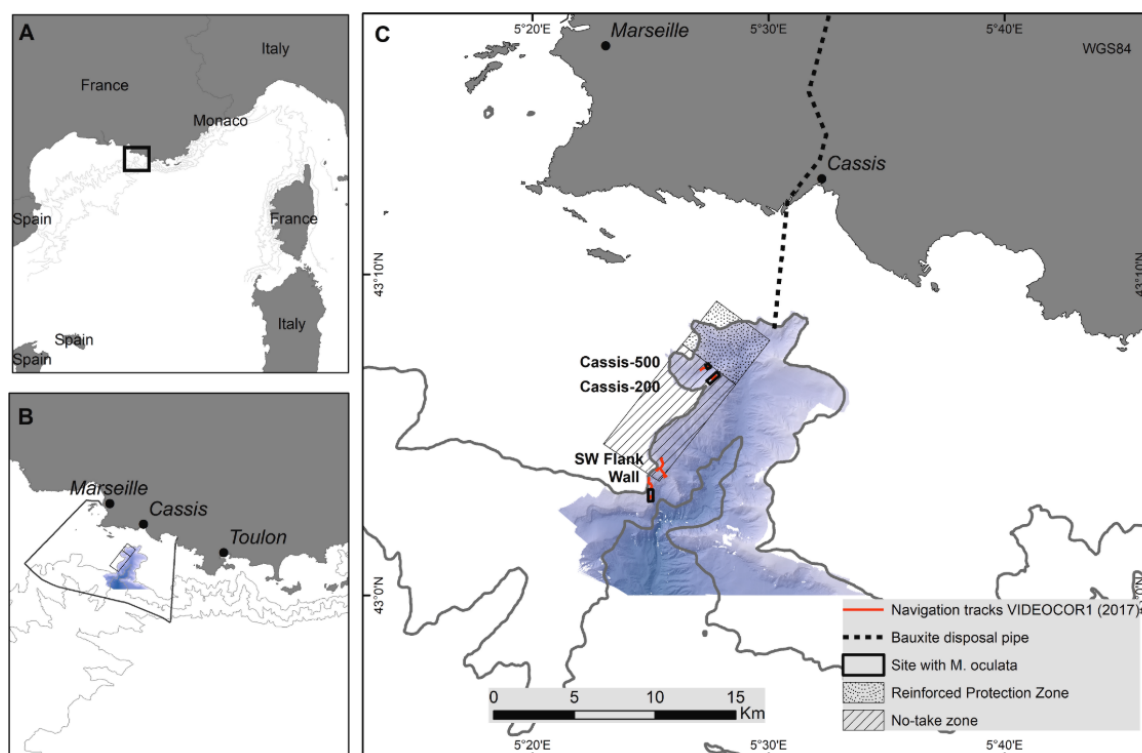 A
Italy
France
Monaco
Spain
France
Italy
Spain
Spain
B
Marseille
Cassis
Toulon
C
5°20'E
5°30'E
5°40'E
Marseille
WGS84
Cassis
43°10'N
43°10'N
Cassis-500
Cassis-200
SW Flank
Wall
43°0'N
43°0'N
Navigation tracks VIDEOCOR1 (2017)
Bauxite disposal pipe
Site with M. oculata
Reinforced Protection Zone
No-take zone
0 5 10 15
Km
5°20'E
5°30'E
5°40'E